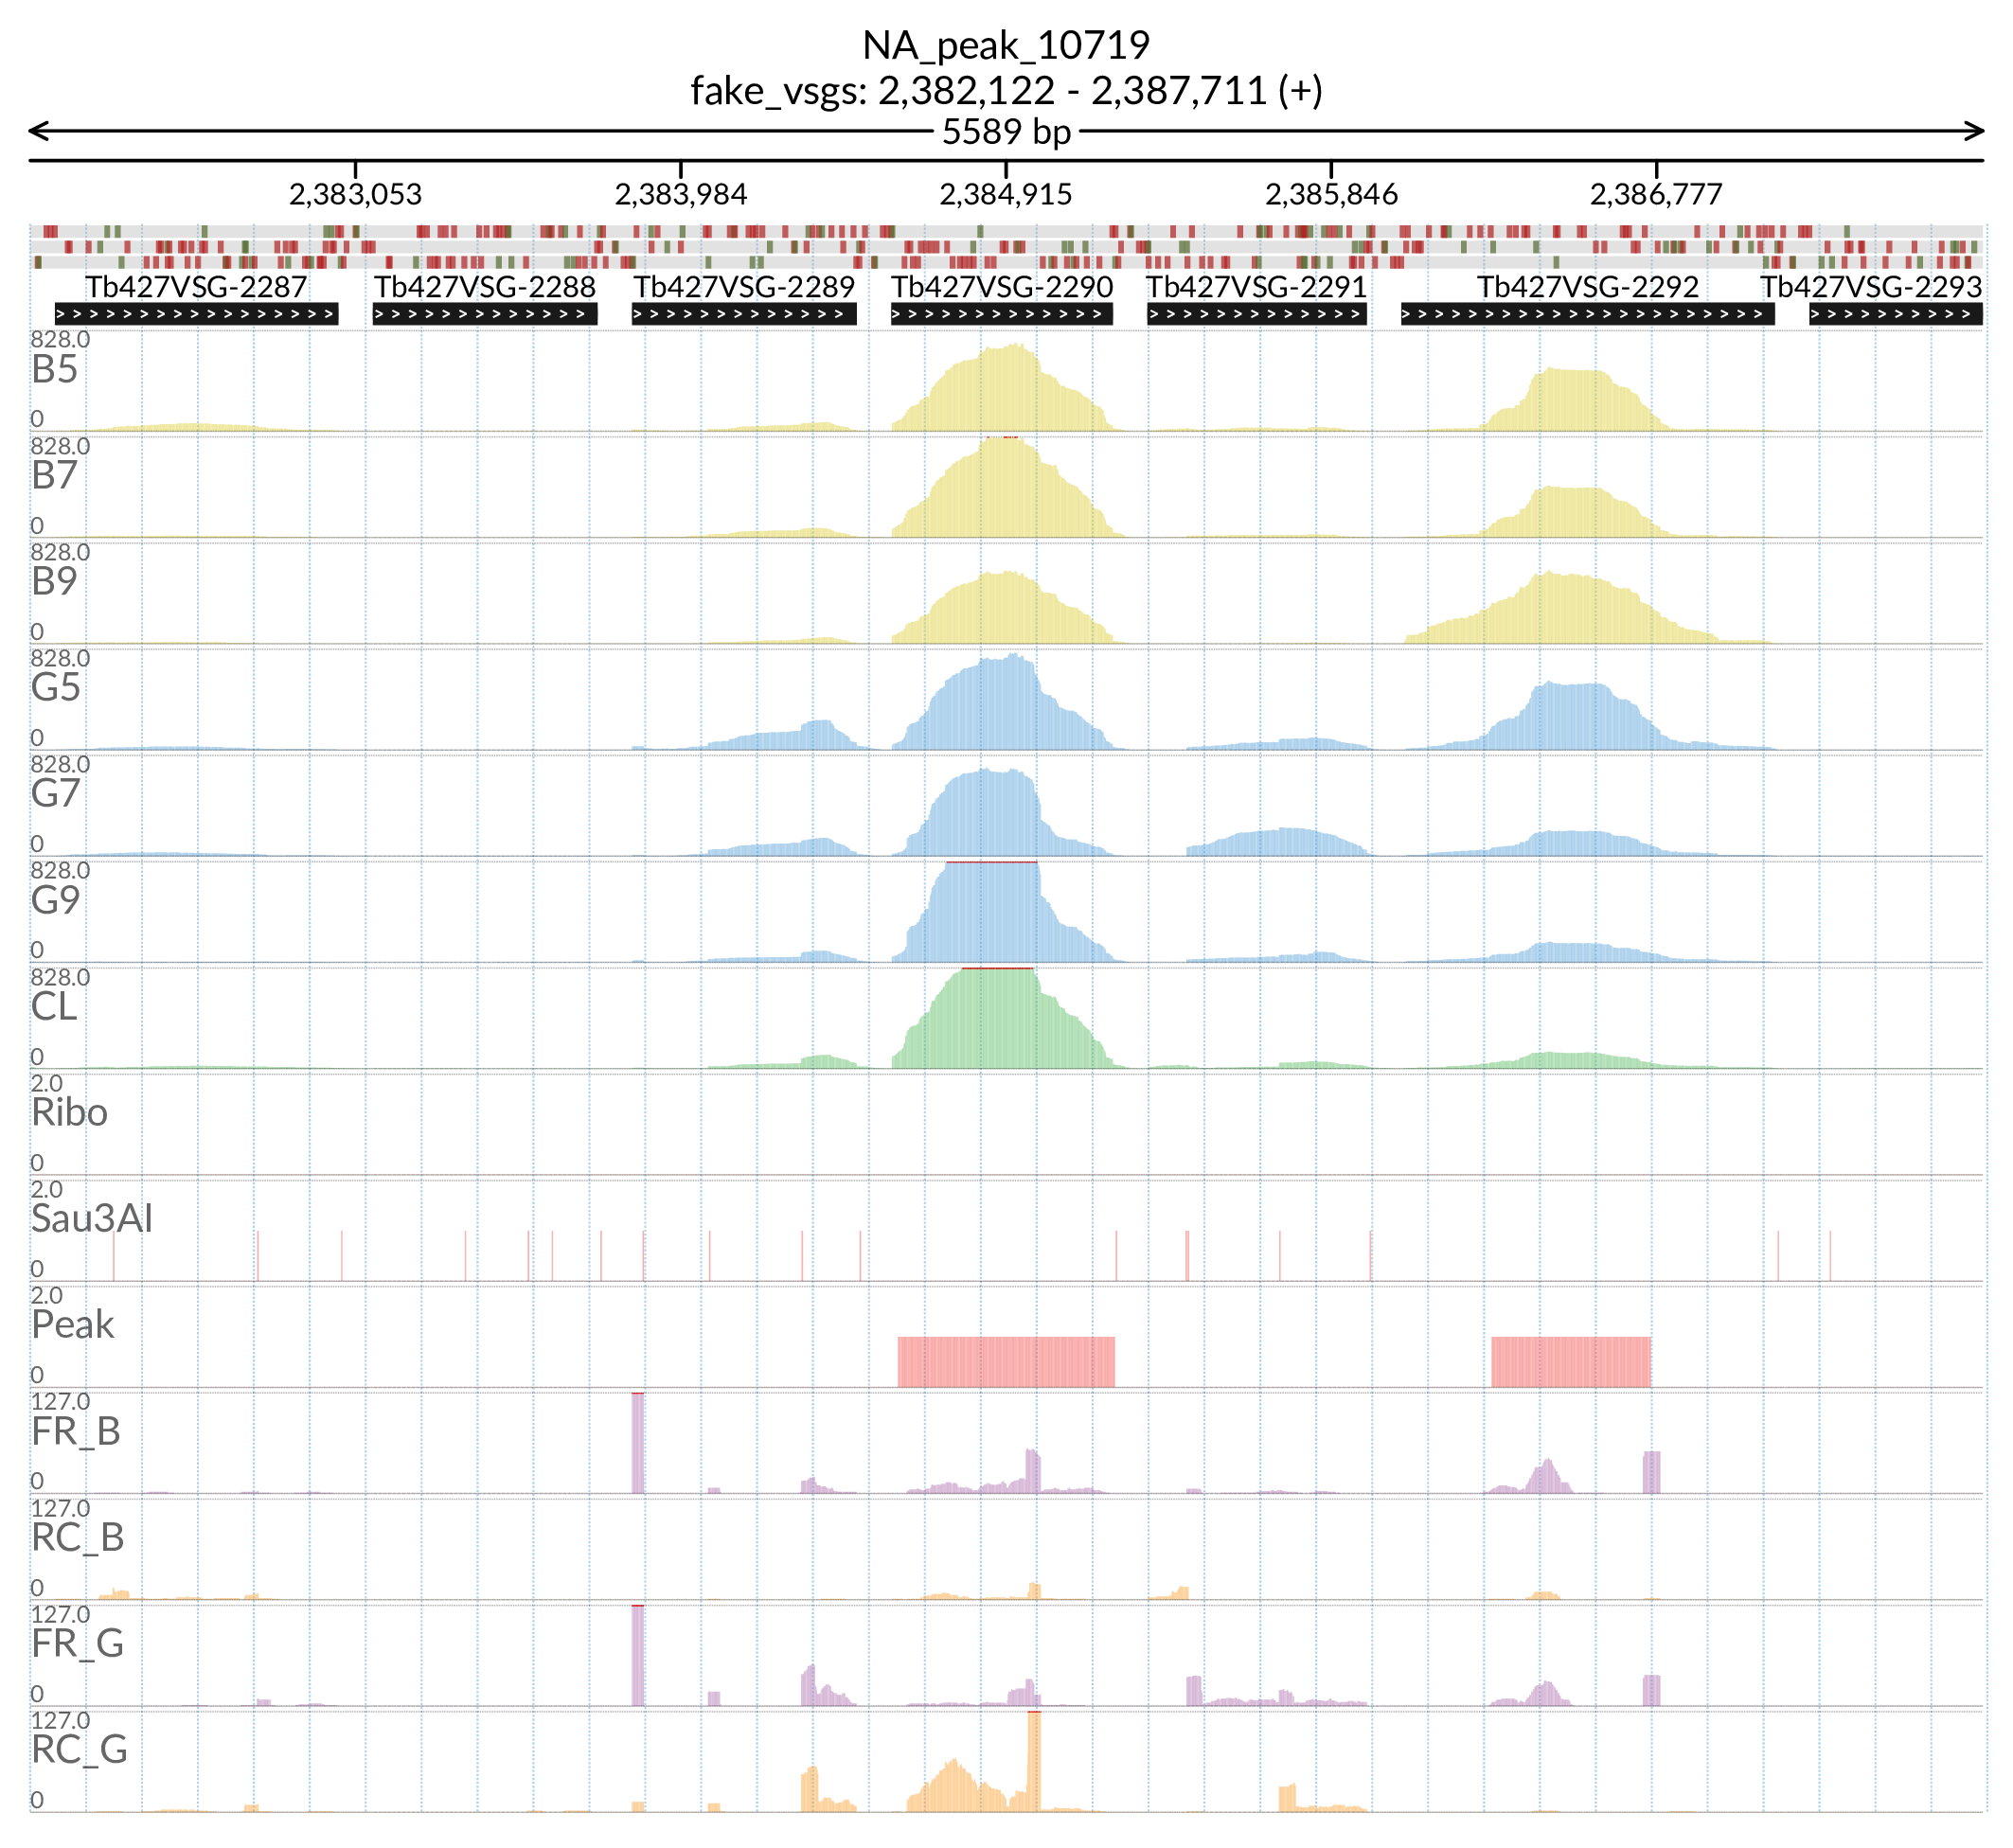 NA_peak_10719
fake_vsgs: 2,382,122 - 2,387,711 (+)
5589 bp
2,383,053 2,383,984 2,384,915 2,385,846 2,386,777
Tb427VSG-2287 Tb427VSG-2288 Tb427VSG-2289 Tb427VSG-2290 Tb427VSG-2291 Tb427VSG-2292 Tb427VSG-2293
828.0
B5
0
828.0
B7
0
828.0
B9
0
828.0
G5
0
828.0
G7
0
828.0
G9
0
828.0
CL
0
2.0
Ribo
0
2.0
Sau3AI
0
2.0
Peak
0
127.0
FR_B
0
127.0
RC_B
0
127.0
FR_G
0
127.0
RC_G
0